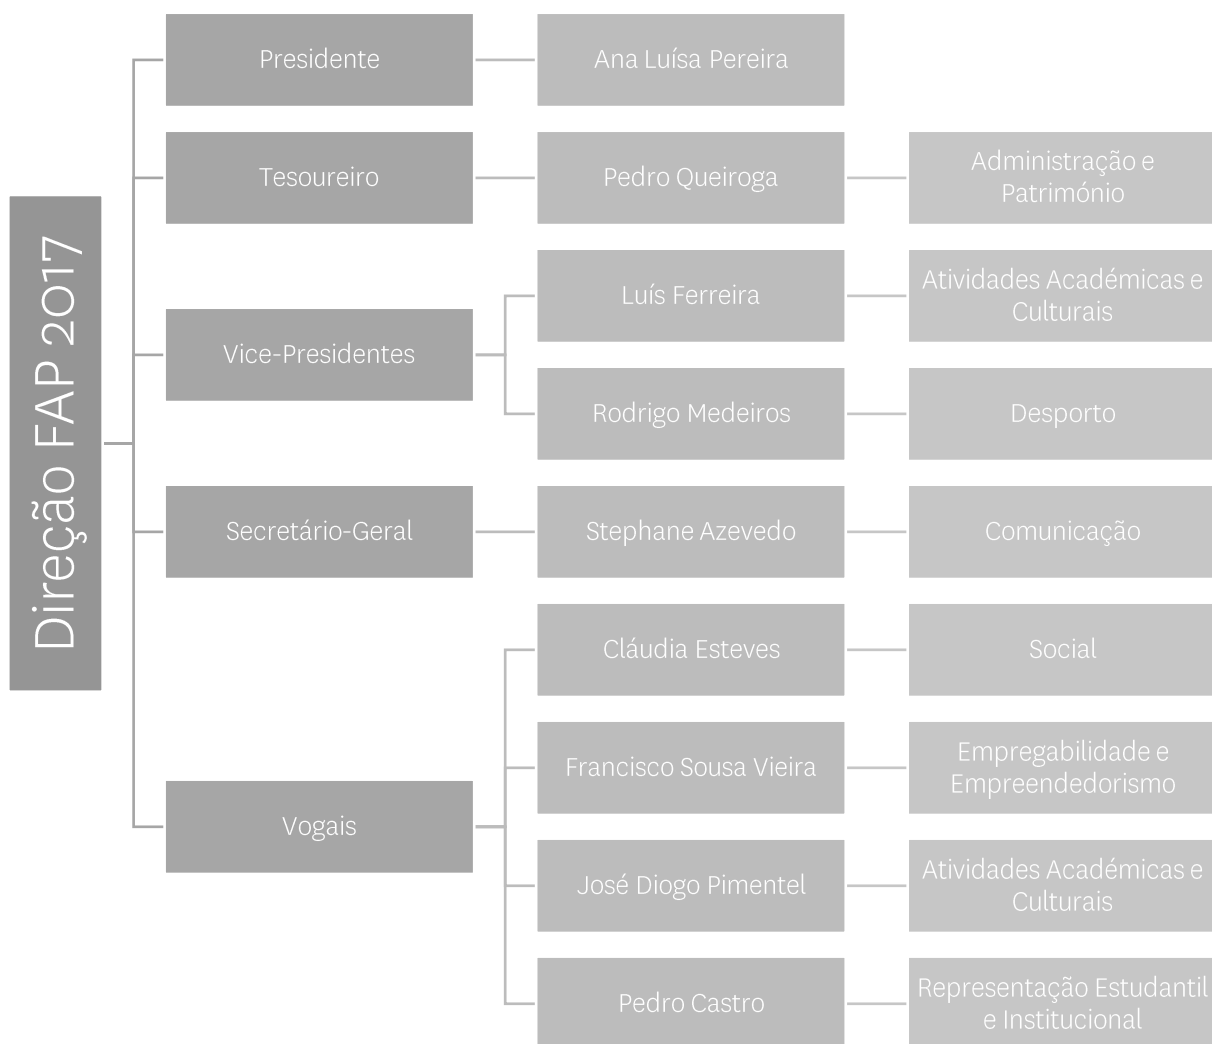 Direção FAP 2017
Presidente
Ana Luísa Pereira
Tesoureiro
Pedro Queiroga
Administração e
Património
Vice-Presidentes
Luís Ferreira
Atividades Académicas e
Culturais
Rodrigo Medeiros
Desporto
Secretário-Geral
Stephane Azevedo
Comunicação
Vogais
Cláudia Esteves
Social
Francisco Sousa Vieira
Empregabilidade e
Empreendedorismo
José Diogo Pimentel
Atividades Académicas e
Culturais
Pedro Castro
Representação Estudantil
e Institucional